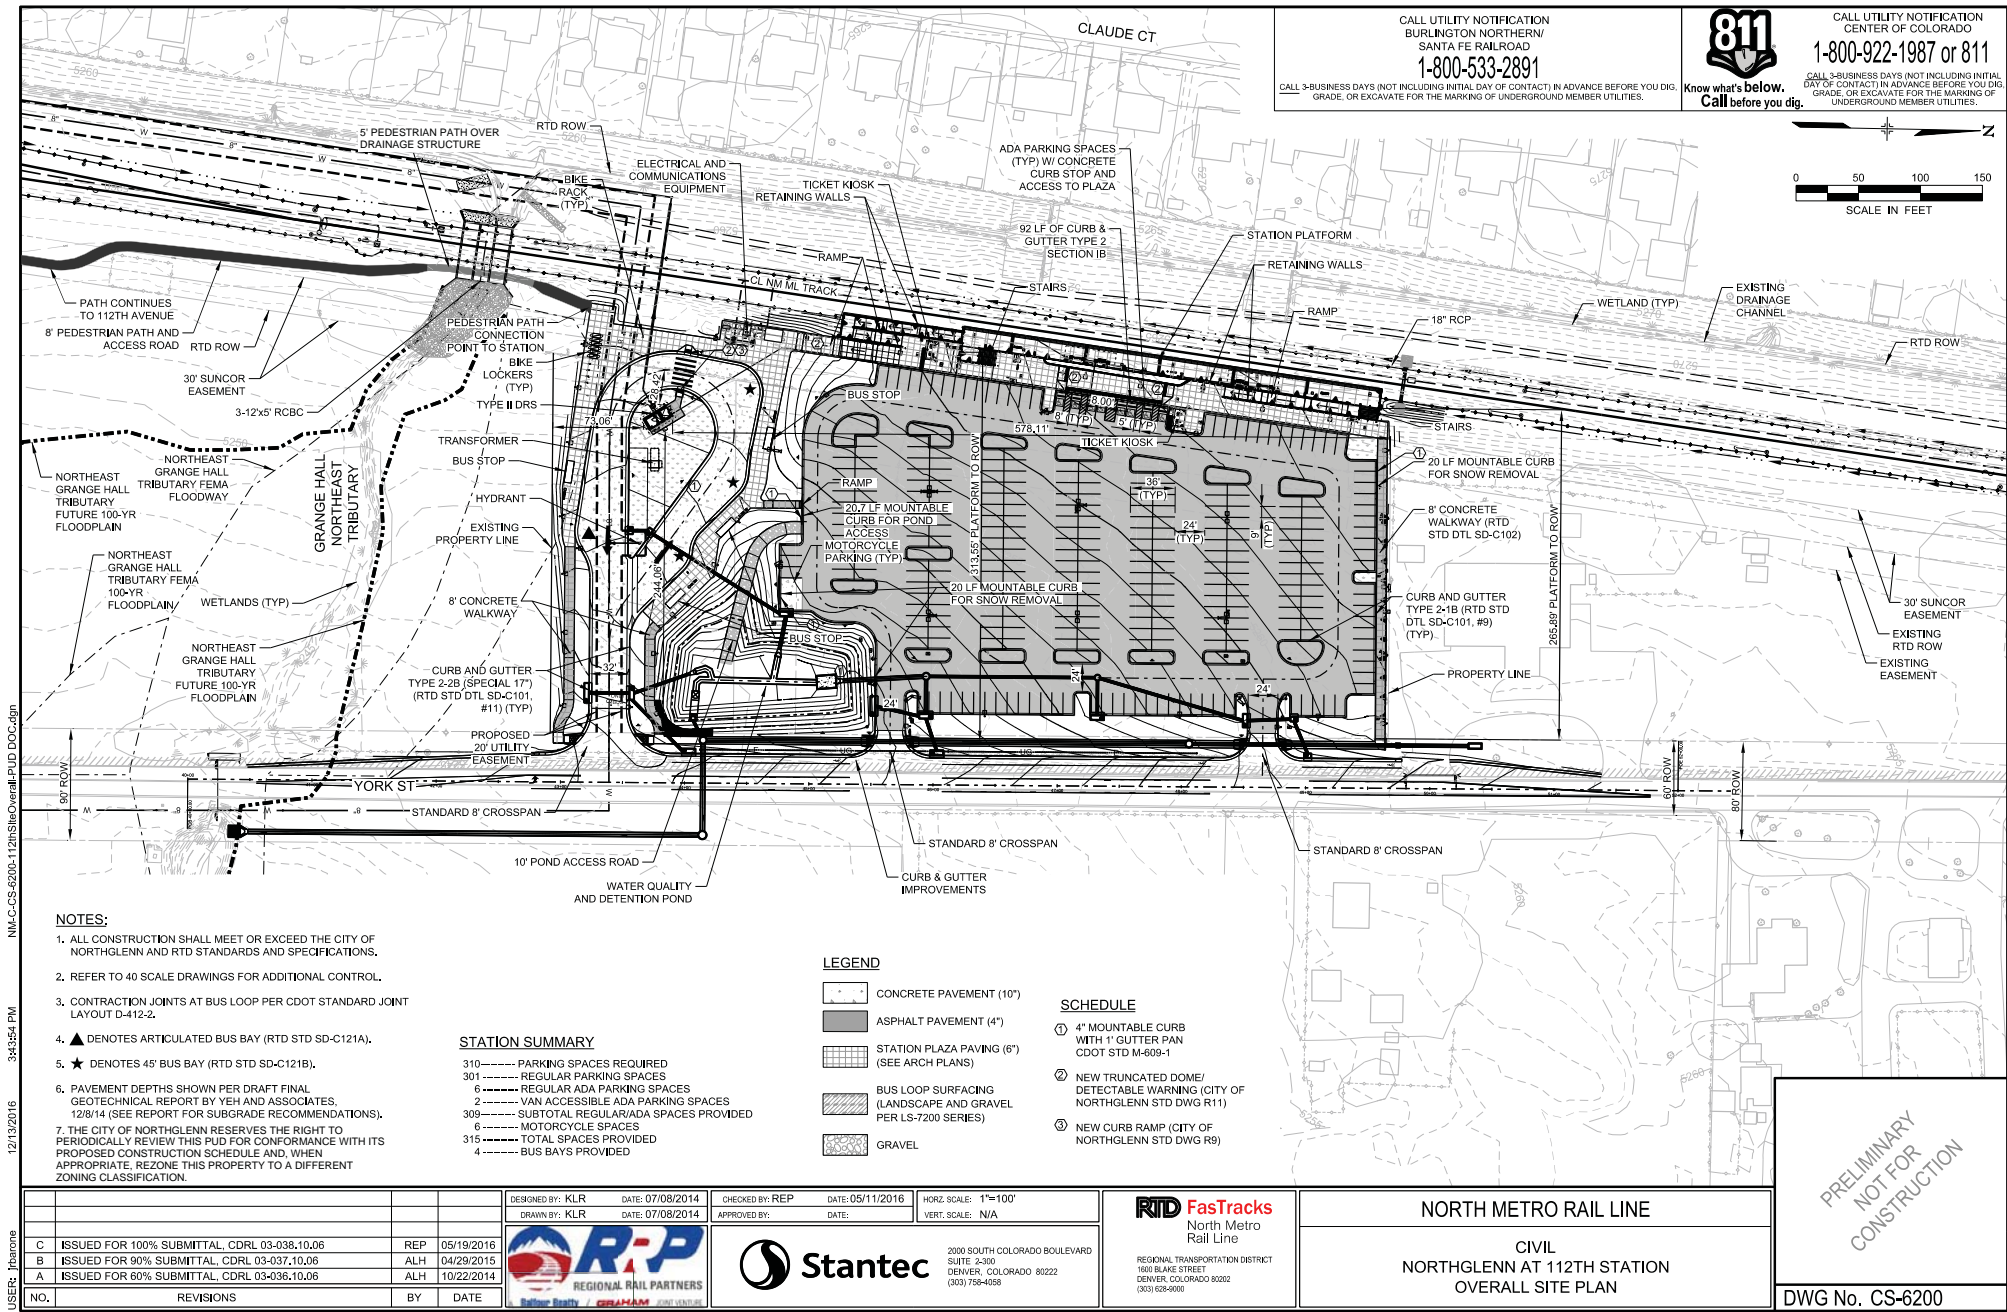 CLAUDE CT
CALL UTILITY NOTIFICATION
BURLINGTON NORTHERN/
SANTA FE RAILROAD
1-800-533-2891
CALL 3-BUSINESS DAYS (NOT INCLUDING INITIAL DAY OF CONTACT) IN ADVANCE BEFORE YOU DIG,
GRADE, OR EXCAVATE FOR THE MARKING OF UNDERGROUND MEMBER UTILITIES.
811
Know what's below.
Call before you dig.
CALL UTILITY NOTIFICATION
CENTER OF COLORADO
1-800-922-1987 or 811
CALL 3-BUSINESS DAYS (NOT INCLUDING INITIAL
DAY OF CONTACT) IN ADVANCE BEFORE YOU DIG,
GRADE, OR EXCAVATE FOR THE MARKING OF
UNDERGROUND MEMBER UTILITIES.
N
0 50 100 150
SCALE IN FEET
5' PEDESTRIAN PATH OVER
DRAINAGE STRUCTURE
RTD ROW
BIKE
RACK
(TYP)
ELECTRICAL AND
COMMUNICATIONS
EQUIPMENT
TICKET KIOSK
RETAINING WALLS
RAMP
ADA PARKING SPACES
(TYP) W/ CONCRETE
CURB STOP AND
ACCESS TO PLAZA
92 LF OF CURB &
GUTTER TYPE 2
SECTION IB
STAIRS
STATION PLATFORM
RETAINING WALLS
RAMP
CL NM ML TRACK
18" RCP
WETLAND (TYP)
EXISTING
DRAINAGE
CHANNEL
RTD ROW
5260
5260
5265
5260
5265
5270
5275
5270
5270
5250
5265
5260
5260
PATH CONTINUES
TO 112TH AVENUE
8' PEDESTRIAN PATH AND
ACCESS ROAD
RTD ROW
30' SUNCOR
EASEMENT
3-12'x5' RCBC
PEDESTRIAN PATH
CONNECTION
POINT TO STATION
BIKE
LOCKERS
(TYP)
TYPE II DRS
TRANSFORMER
BUS STOP
HYDRANT
EXISTING
PROPERTY LINE
8' CONCRETE
WALKWAY
CURB AND GUTTER
TYPE 2-2B (SPECIAL 17")
(RTD STD DTL SD-C101,
#11) (TYP)
PROPOSED
20' UTILITY
EASEMENT
NORTHEAST
GRANGE HALL
TRIBUTARY
FUTURE 100-YR
FLOODPLAIN
NORTHEAST
GRANGE HALL
TRIBUTARY FEMA
FLOODWAY
GRANGE HALL
NORTHEAST
TRIBUTARY
NORTHEAST
GRANGE HALL
TRIBUTARY FEMA
100-YR
FLOODPLAIN
WETLANDS (TYP)
NORTHEAST
GRANGE HALL
TRIBUTARY
FUTURE 100-YR
FLOODPLAIN
73.06'
28.42'
244.06'
32'
BUS STOP
RAMP
20.7 LF MOUNTABLE
CURB FOR POND
ACCESS
MOTORCYCLE
PARKING (TYP)
BUS STOP
578.11'
313.55' PLATFORM TO ROW
8.00'
8' (TYP)
5' (TYP)
TICKET KIOSK
36'
(TYP)
24'
(TYP)
9'
(TYP)
20 LF MOUNTABLE CURB
FOR SNOW REMOVAL
24'
24'
24'
STAIRS
20 LF MOUNTABLE CURB
FOR SNOW REMOVAL
8' CONCRETE
WALKWAY (RTD
STD DTL SD-C102)
CURB AND GUTTER
TYPE 2-1B (RTD STD
DTL SD-C101, #9)
(TYP)
PROPERTY LINE
265.89' PLATFORM TO ROW
30' SUNCOR
EASEMENT
EXISTING
RTD ROW
EXISTING
EASEMENT
90' ROW
60' ROW
80' ROW
YORK ST
UG
UG
STANDARD 8' CROSSPAN
10' POND ACCESS ROAD
WATER QUALITY
AND DETENTION POND
CURB & GUTTER
IMPROVEMENTS
STANDARD 8' CROSSPAN
STANDARD 8' CROSSPAN
NOTES:
1. ALL CONSTRUCTION SHALL MEET OR EXCEED THE CITY OF
NORTHGLENN AND RTD STANDARDS AND SPECIFICATIONS.
2. REFER TO 40 SCALE DRAWINGS FOR ADDITIONAL CONTROL.
3. CONTRACTION JOINTS AT BUS LOOP PER CDOT STANDARD JOINT
LAYOUT D-412-2.
4. ▲ DENOTES ARTICULATED BUS BAY (RTD STD SD-C121A).
5. ★ DENOTES 45' BUS BAY (RTD STD SD-C121B).
6. PAVEMENT DEPTHS SHOWN PER DRAFT FINAL
GEOTECHNICAL REPORT BY YEH AND ASSOCIATES,
12/8/14 (SEE REPORT FOR SUBGRADE RECOMMENDATIONS).
7. THE CITY OF NORTHGLENN RESERVES THE RIGHT TO
PERIODICALLY REVIEW THIS PUD FOR CONFORMANCE WITH ITS
PROPOSED CONSTRUCTION SCHEDULE AND, WHEN
APPROPRIATE, REZONE THIS PROPERTY TO A DIFFERENT
ZONING CLASSIFICATION.
STATION SUMMARY
310------- PARKING SPACES REQUIRED
301 ------- REGULAR PARKING SPACES
6 ------- REGULAR ADA PARKING SPACES
2 ------- VAN ACCESSIBLE ADA PARKING SPACES
309------- SUBTOTAL REGULAR/ADA SPACES PROVIDED
6 ------- MOTORCYCLE SPACES
315 ------- TOTAL SPACES PROVIDED
4 ------- BUS BAYS PROVIDED
LEGEND
CONCRETE PAVEMENT (10")
ASPHALT PAVEMENT (4")
STATION PLAZA PAVING (6")
(SEE ARCH PLANS)
BUS LOOP SURFACING
(LANDSCAPE AND GRAVEL
PER LS-7200 SERIES)
GRAVEL
SCHEDULE
1 4" MOUNTABLE CURB
WITH 1' GUTTER PAN
CDOT STD M-609-1
2 NEW TRUNCATED DOME/
DETECTABLE WARNING (CITY OF
NORTHGLENN STD DWG R11)
3 NEW CURB RAMP (CITY OF
NORTHGLENN STD DWG R9)
PRELIMINARY
NOT FOR
CONSTRUCTION
NM-C-CS-6200-112thSiteOverall-PUD DOC.dgn
3:43:54 PM
12/13/2016
USER: jrbarone
C ISSUED FOR 100% SUBMITTAL, CDRL 03-038.10.06 REP 05/19/2016
B ISSUED FOR 90% SUBMITTAL, CDRL 03-037.10.06 ALH 04/29/2015
A ISSUED FOR 60% SUBMITTAL, CDRL 03-036.10.06 ALH 10/22/2014
NO. REVISIONS BY DATE
DESIGNED BY: KLR DATE: 07/08/2014
DRAWN BY: KLR DATE: 07/08/2014
CHECKED BY: REP DATE: 05/11/2016
APPROVED BY: DATE:
HORZ. SCALE: 1"=100'
VERT. SCALE: N/A
RRP
REGIONAL RAIL PARTNERS
Balfour Beatty / GRAHAM JOINT VENTURE
Stantec
2000 SOUTH COLORADO BOULEVARD
SUITE 2-300
DENVER, COLORADO 80222
(303) 758-4058
RTD FasTracks
North Metro
Rail Line
REGIONAL TRANSPORTATION DISTRICT
1600 BLAKE STREET
DENVER, COLORADO 80202
(303) 628-9000
NORTH METRO RAIL LINE
CIVIL
NORTHGLENN AT 112TH STATION
OVERALL SITE PLAN
DWG No. CS-6200